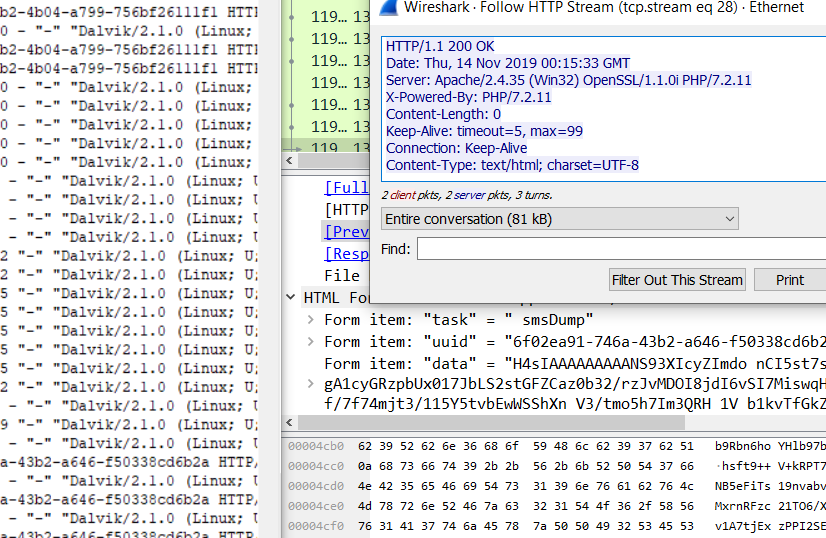 b2-4b04-a799-756bf26111f1 HTTP
0 - "-" "Dalvik/2.1.0 (Linux;
b2-4b04-a799-756bf26111f1 HTTP
b2-4b04-a799-756bf26111f1 HTTP
0 - "-" "Dalvik/2.1.0 (Linux;
0 - "-" "Dalvik/2.1.0 (Linux;
0 - "-" "Dalvik/2.1.0 (Linux;
0 - "-" "Dalvik/2.1.0 (Linux;
0 - "-" "Dalvik/2.1.0 (Linux;
- "-" "Dalvik/2.1.0 (Linux; U
- "-" "Dalvik/2.1.0 (Linux; U
- "-" "Dalvik/2.1.0 (Linux; U
- "-" "Dalvik/2.1.0 (Linux; U
2 "-" "Dalvik/2.1.0 (Linux; U;
2 "-" "Dalvik/2.1.0 (Linux; U;
5 "-" "Dalvik/2.1.0 (Linux; U;
5 "-" "Dalvik/2.1.0 (Linux; U;
5 "-" "Dalvik/2.1.0 (Linux; U;
5 "-" "Dalvik/2.1.0 (Linux; U;
5 "-" "Dalvik/2.1.0 (Linux; U;
2 "-" "Dalvik/2.1.0 (Linux; U;
- "-" "Dalvik/2.1.0 (Linux; U
9 "-" "Dalvik/2.1.0 (Linux; U;
- "-" "Dalvik/2.1.0 (Linux; U
a-43b2-a646-f50338cd6b2a HTTP/
- "-" "Dalvik/2.1.0 (Linux; U
a-43b2-a646-f50338cd6b2a HTTP/
- "-" "Dalvik/2.1.0 (Linux; U
a-43b2-a646-f50338cd6b2a HTTP/
119… 13
119… 13
119… 13
119… 13
119… 13
119… 13
119… 13
Wireshark · Follow HTTP Stream (tcp.stream eq 28) · Ethernet
HTTP/1.1 200 OK
Date: Thu, 14 Nov 2019 00:15:33 GMT
Server: Apache/2.4.35 (Win32) OpenSSL/1.1.0i PHP/7.2.11
X-Powered-By: PHP/7.2.11
Content-Length: 0
Keep-Alive: timeout=5, max=99
Connection: Keep-Alive
Content-Type: text/html; charset=UTF-8
2 client pkts, 2 server pkts, 3 turns.
Entire conversation (81 kB)
Find:
Filter Out This Stream
Print
[Full
[HTTP
[Prev
[Resp
File
HTML Fo
Form item: "task" = " smsDump"
Form item: "uuid" = "6f02ea91-746a-43b2-a646-f50338cd6b2
Form item: "data" = "H4sIAAAAAAAAANS93XIcyZImdo nCI5st7s
gA1cyGRzpbUx017JbLS2stGFZCaz0b32/rzJvMDOI8jdI6vSI7MiswqH
f/7f74mjt3/115Y5tvbEwWSShXn V3/tmo5h7Im3QRH 1V b1kvTfGkZ
00004cb0 62 39 52 62 6e 36 68 6f 59 48 6c 62 39 37 62 51 b9Rbn6ho YHlb97b
00004cc0 0a 68 73 66 74 39 2b 2b 56 2b 6b 52 50 54 37 66 ·hsft9++ V+kRPT7
00004cd0 4e 42 35 65 46 69 54 73 31 39 6e 76 61 62 76 4c NB5eFiTs 19nvabv
00004ce0 4d 78 72 6e 52 46 7a 63 32 31 54 4f 36 2f 58 56 MxrnRFzc 21TO6/X
00004cf0 76 31 41 37 74 6a 45 78 7a 50 50 49 32 53 45 53 v1A7tjEx zPPI2SE